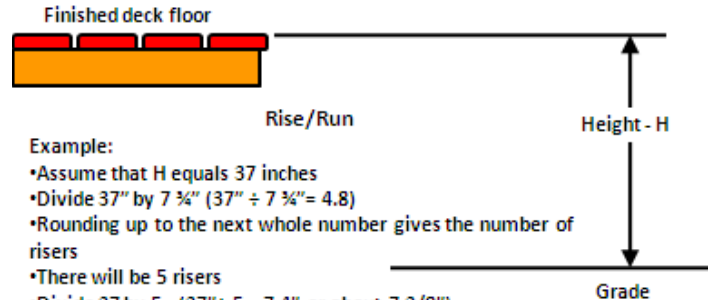 Finished deck floor
Rise/Run
Height - H
Example:
•Assume that H equals 37 inches
•Divide 37” by 7 ¾” (37” ÷ 7 ¾”= 4.8)
•Rounding up to the next whole number gives the number of
risers
•There will be 5 risers
Grade